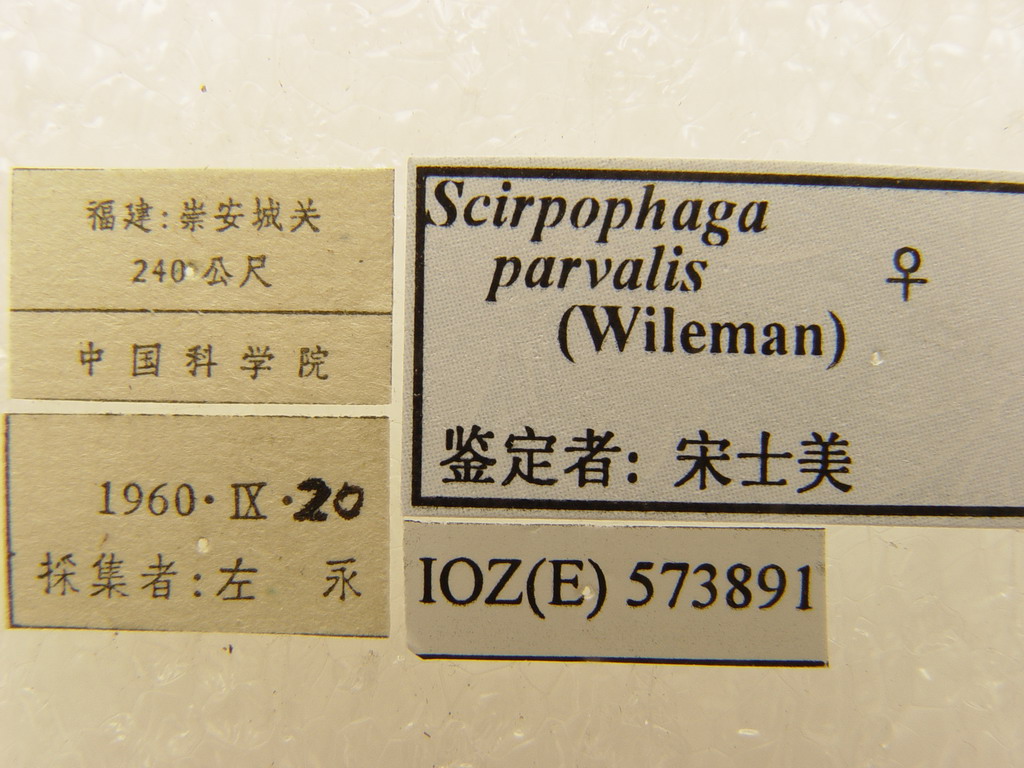 福建:崇安城关
240公尺
中国科学院
1960·IX·20
採集者:左 永
Scirpophaga
parvalis ♀
(Wileman)
鉴定者: 宋士美
IOZ(E) 573891